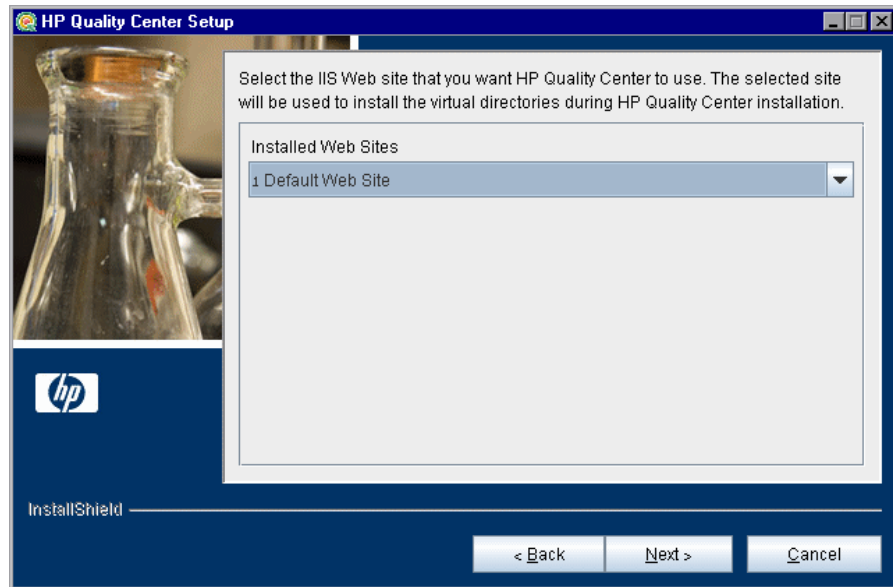 HP Quality Center Setup
Select the IIS Web site that you want HP Quality Center to use. The selected site
will be used to install the virtual directories during HP Quality Center installation.
Installed Web Sites
1 Default Web Site
hp
InstallShield
< Back
Next >
Cancel